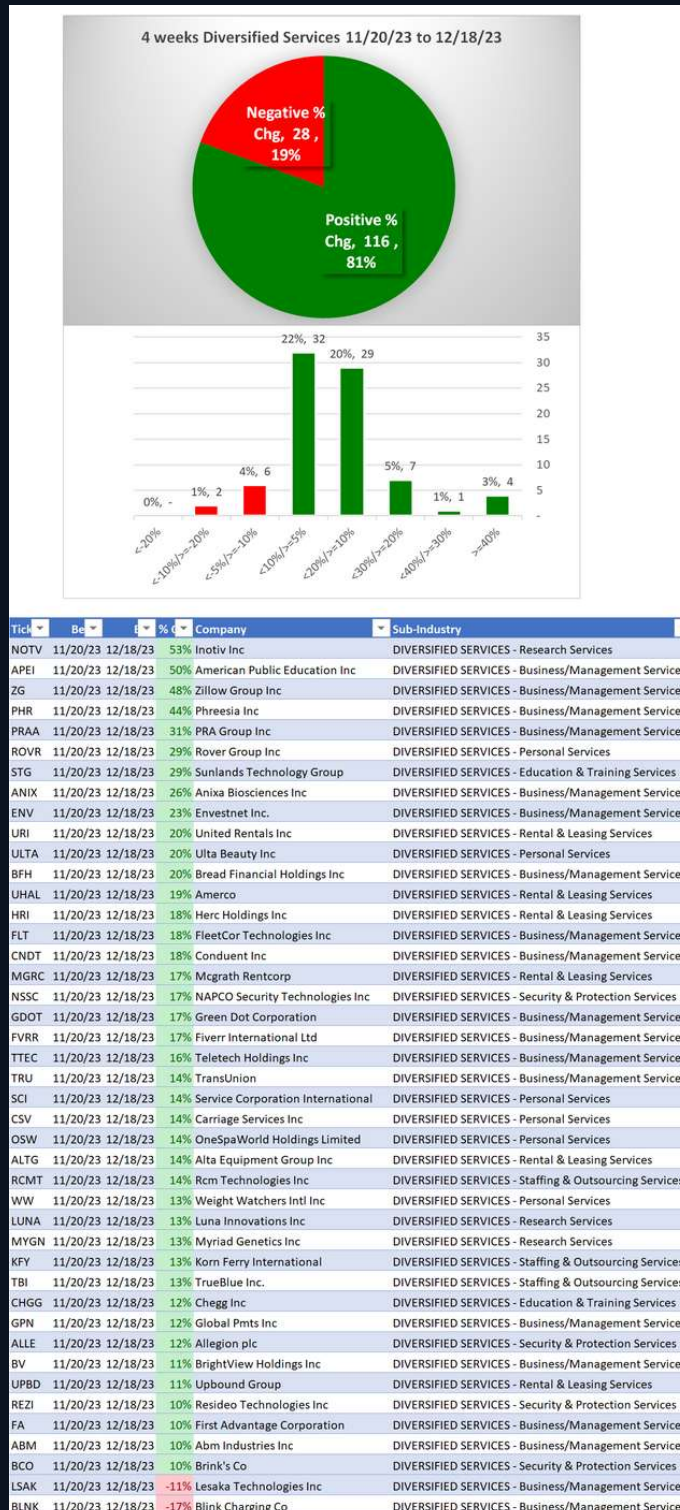 4 weeks Diversified Services 11/20/23 to 12/18/23
Negative %
Chg, 28 ,
19%
Positive %
Chg, 116 ,
81%
22%, 32
20%, 29
5%, 7
4%, 6
3%, 4
1%, 2
1%, 1
0%, -
35
30
25
20
15
10
5
-
<-20%
<-10%/>=-20%
<-5%/>=-10%
<10%/>=5%
<20%/>=10%
<30%/>=20%
<40%/>=30%
>=40%
Tick Be E % C Company Sub-Industry
NOTV 11/20/23 12/18/23 53% Inotiv Inc DIVERSIFIED SERVICES - Research Services
APEI 11/20/23 12/18/23 50% American Public Education Inc DIVERSIFIED SERVICES - Business/Management Service
ZG 11/20/23 12/18/23 48% Zillow Group Inc DIVERSIFIED SERVICES - Business/Management Service
PHR 11/20/23 12/18/23 44% Phreesia Inc DIVERSIFIED SERVICES - Business/Management Service
PRAA 11/20/23 12/18/23 31% PRA Group Inc DIVERSIFIED SERVICES - Business/Management Service
ROVR 11/20/23 12/18/23 29% Rover Group Inc DIVERSIFIED SERVICES - Personal Services
STG 11/20/23 12/18/23 29% Sunlands Technology Group DIVERSIFIED SERVICES - Education & Training Services
ANIX 11/20/23 12/18/23 26% Anixa Biosciences Inc DIVERSIFIED SERVICES - Business/Management Service
ENV 11/20/23 12/18/23 23% Envestnet Inc. DIVERSIFIED SERVICES - Business/Management Service
URI 11/20/23 12/18/23 20% United Rentals Inc DIVERSIFIED SERVICES - Rental & Leasing Services
ULTA 11/20/23 12/18/23 20% Ulta Beauty Inc DIVERSIFIED SERVICES - Personal Services
BFH 11/20/23 12/18/23 20% Bread Financial Holdings Inc DIVERSIFIED SERVICES - Business/Management Service
UHAL 11/20/23 12/18/23 19% Amerco DIVERSIFIED SERVICES - Rental & Leasing Services
HRI 11/20/23 12/18/23 18% Herc Holdings Inc DIVERSIFIED SERVICES - Rental & Leasing Services
FLT 11/20/23 12/18/23 18% FleetCor Technologies Inc DIVERSIFIED SERVICES - Business/Management Service
CNDT 11/20/23 12/18/23 18% Conduent Inc DIVERSIFIED SERVICES - Business/Management Service
MGRC 11/20/23 12/18/23 17% Mcgrath Rentcorp DIVERSIFIED SERVICES - Rental & Leasing Services
NSSC 11/20/23 12/18/23 17% NAPCO Security Technologies Inc DIVERSIFIED SERVICES - Security & Protection Services
GDOT 11/20/23 12/18/23 17% Green Dot Corporation DIVERSIFIED SERVICES - Business/Management Service
FVRR 11/20/23 12/18/23 17% Fiverr International Ltd DIVERSIFIED SERVICES - Business/Management Service
TTEC 11/20/23 12/18/23 16% Teletech Holdings Inc DIVERSIFIED SERVICES - Business/Management Service
TRU 11/20/23 12/18/23 14% TransUnion DIVERSIFIED SERVICES - Business/Management Service
SCI 11/20/23 12/18/23 14% Service Corporation International DIVERSIFIED SERVICES - Personal Services
CSV 11/20/23 12/18/23 14% Carriage Services Inc DIVERSIFIED SERVICES - Personal Services
OSW 11/20/23 12/18/23 14% OneSpaWorld Holdings Limited DIVERSIFIED SERVICES - Personal Services
ALTG 11/20/23 12/18/23 14% Alta Equipment Group Inc DIVERSIFIED SERVICES - Rental & Leasing Services
RCMT 11/20/23 12/18/23 14% Rcm Technologies Inc DIVERSIFIED SERVICES - Staffing & Outsourcing Services
WW 11/20/23 12/18/23 13% Weight Watchers Intl Inc DIVERSIFIED SERVICES - Personal Services
LUNA 11/20/23 12/18/23 13% Luna Innovations Inc DIVERSIFIED SERVICES - Research Services
MYGN 11/20/23 12/18/23 13% Myriad Genetics Inc DIVERSIFIED SERVICES - Research Services
KFY 11/20/23 12/18/23 13% Korn Ferry International DIVERSIFIED SERVICES - Staffing & Outsourcing Services
TBI 11/20/23 12/18/23 13% TrueBlue Inc. DIVERSIFIED SERVICES - Staffing & Outsourcing Services
CHGG 11/20/23 12/18/23 12% Chegg Inc DIVERSIFIED SERVICES - Education & Training Services
GPN 11/20/23 12/18/23 12% Global Pmts Inc DIVERSIFIED SERVICES - Business/Management Service
ALLE 11/20/23 12/18/23 12% Allegion plc DIVERSIFIED SERVICES - Security & Protection Services
BV 11/20/23 12/18/23 11% BrightView Holdings Inc DIVERSIFIED SERVICES - Business/Management Service
UPBD 11/20/23 12/18/23 11% Upbound Group DIVERSIFIED SERVICES - Rental & Leasing Services
REZI 11/20/23 12/18/23 10% Resideo Technologies Inc DIVERSIFIED SERVICES - Security & Protection Services
FA 11/20/23 12/18/23 10% First Advantage Corporation DIVERSIFIED SERVICES - Business/Management Service
ABM 11/20/23 12/18/23 10% Abm Industries Inc DIVERSIFIED SERVICES - Business/Management Service
BCO 11/20/23 12/18/23 10% Brink's Co DIVERSIFIED SERVICES - Security & Protection Services
LSAK 11/20/23 12/18/23 -11% Lesaka Technologies Inc DIVERSIFIED SERVICES - Business/Management Service
BLNK 11/20/23 12/18/23 -17% Blink Charging Co DIVERSIFIED SERVICES - Business/Management Service